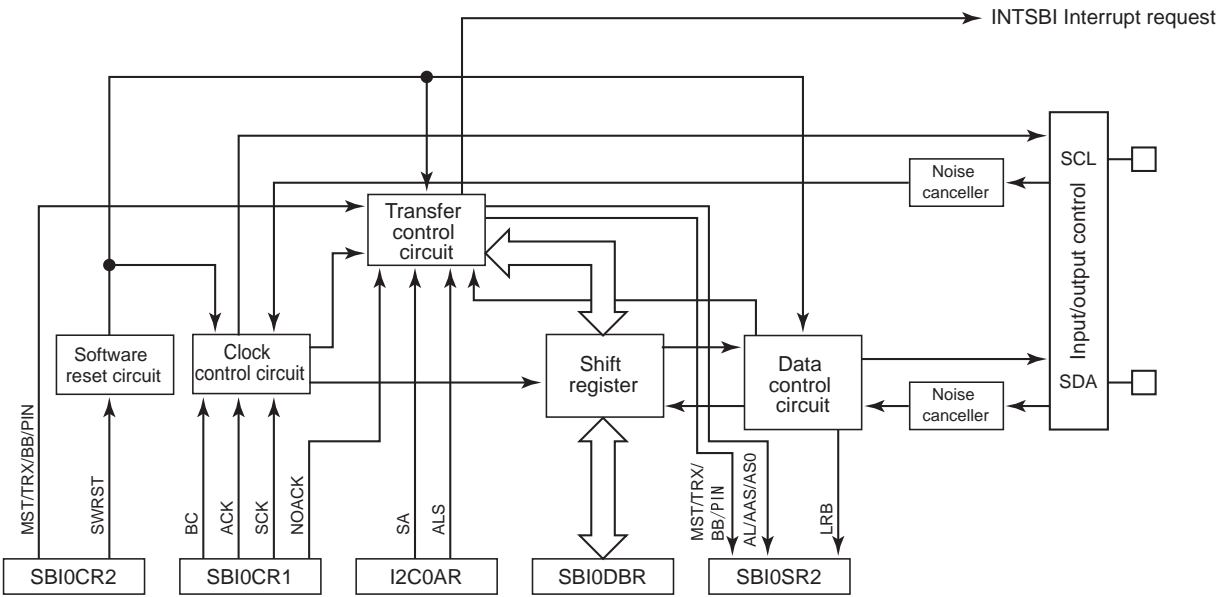 INTSBI Interrupt request
SCL
Input/output control
SDA
Noise
canceller
Transfer
control
circuit
Software
reset circuit
Clock
control circuit
Shift
register
Data
control
circuit
Noise
canceller
MST/TRX/BB/PIN
SWRST
BC
ACK
SCK
NOACK
SA
ALS
MST/TRX/
BB/PIN
AL/AAS/AS0
LRB
SBI0CR2
SBI0CR1
I2C0AR
SBI0DBR
SBI0SR2